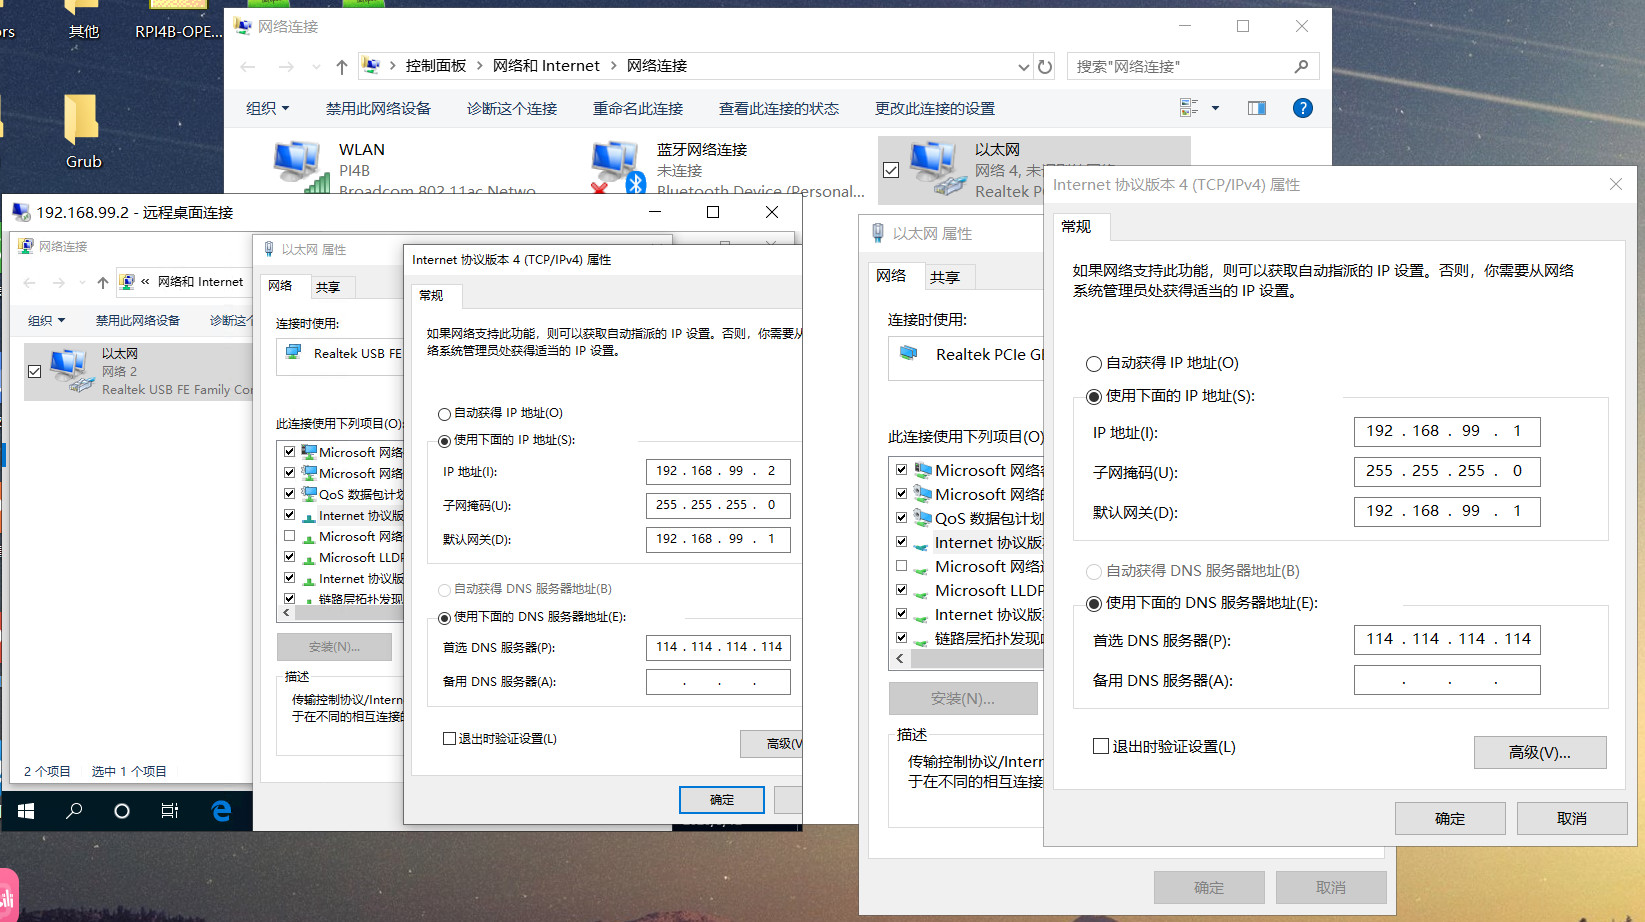 其他
RPI4B-OPE...
Grub
网络连接
控制面板
网络和 Internet
网络连接
搜索"网络连接"
组织
禁用此网络设备
诊断这个连接
重命名此连接
查看此连接的状态
更改此连接的设置
WLAN
PI4B
Broadcom 802.11ac Netwo
蓝牙网络连接
未连接
Bluetooth Device (Personal...
以太网
网络 4,
Realtek P
192.168.99.2 - 远程桌面连接
网络连接
« 网络和 Internet
组织
禁用此网络设备
诊断这个
以太网
网络 2
Realtek USB FE Family Co
2 个项目
选中 1 个项目
以太网 属性
网络
共享
连接时使用:
Realtek USB FE
此连接使用下列项目(O):
Microsoft 网络
Microsoft 网络
QoS 数据包计划
Internet 协议版
Microsoft 网络
Microsoft LLDP
Internet 协议版
链路层拓扑发现
安装(N)...
描述
传输控制协议/Intern
于在不同的相互连接
Internet 协议版本 4 (TCP/IPv4) 属性
常规
如果网络支持此功能，则可以获取自动指派的 IP 设置。否则，你需要从
络系统管理员处获得适当的 IP 设置。
自动获得 IP 地址(O)
使用下面的 IP 地址(S):
IP 地址(I):
192 . 168 . 99 . 2
子网掩码(U):
255 . 255 . 255 . 0
默认网关(D):
192 . 168 . 99 . 1
自动获得 DNS 服务器地址(B)
使用下面的 DNS 服务器地址(E):
首选 DNS 服务器(P):
114 . 114 . 114 . 114
备用 DNS 服务器(A):
. . .
退出时验证设置(L)
高级(V
确定
以太网 属性
网络
共享
连接时使用:
Realtek PCIe G
此连接使用下列项目(O)
Microsoft 网络
Microsoft 网络
QoS 数据包计划
Internet 协议版
Microsoft 网络
Microsoft LLDP
Internet 协议版
链路层拓扑发现
安装(N)...
描述
传输控制协议/Intern
于在不同的相互连接
确定
取消
Internet 协议版本 4 (TCP/IPv4) 属性
常规
如果网络支持此功能，则可以获取自动指派的 IP 设置。否则，你需要从网络
系统管理员处获得适当的 IP 设置。
自动获得 IP 地址(O)
使用下面的 IP 地址(S):
IP 地址(I):
192 . 168 . 99 . 1
子网掩码(U):
255 . 255 . 255 . 0
默认网关(D):
192 . 168 . 99 . 1
自动获得 DNS 服务器地址(B)
使用下面的 DNS 服务器地址(E):
首选 DNS 服务器(P):
114 . 114 . 114 . 114
备用 DNS 服务器(A):
. . .
退出时验证设置(L)
高级(V)...
确定
取消